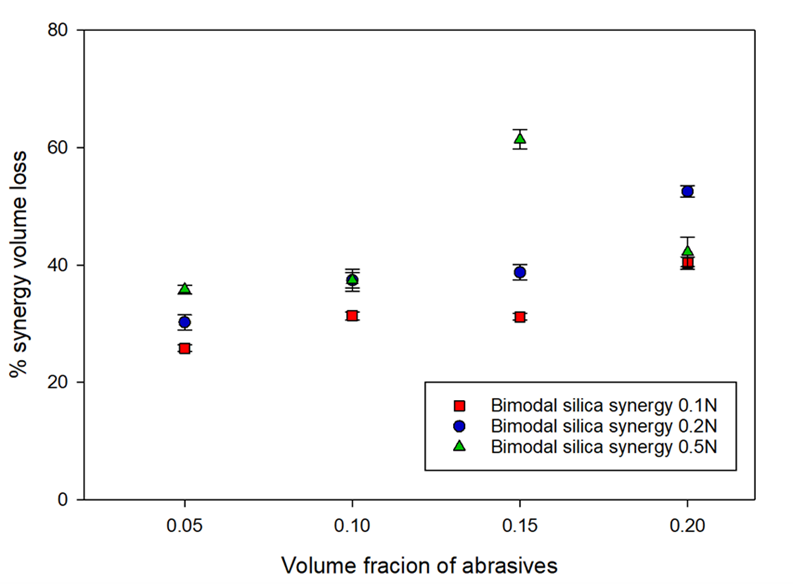 80
60
40
20
0
% synergy volume loss
Bimodal silica synergy 0.1N
Bimodal silica synergy 0.2N
Bimodal silica synergy 0.5N
0.05 0.10 0.15 0.20
Volume fracion of abrasives